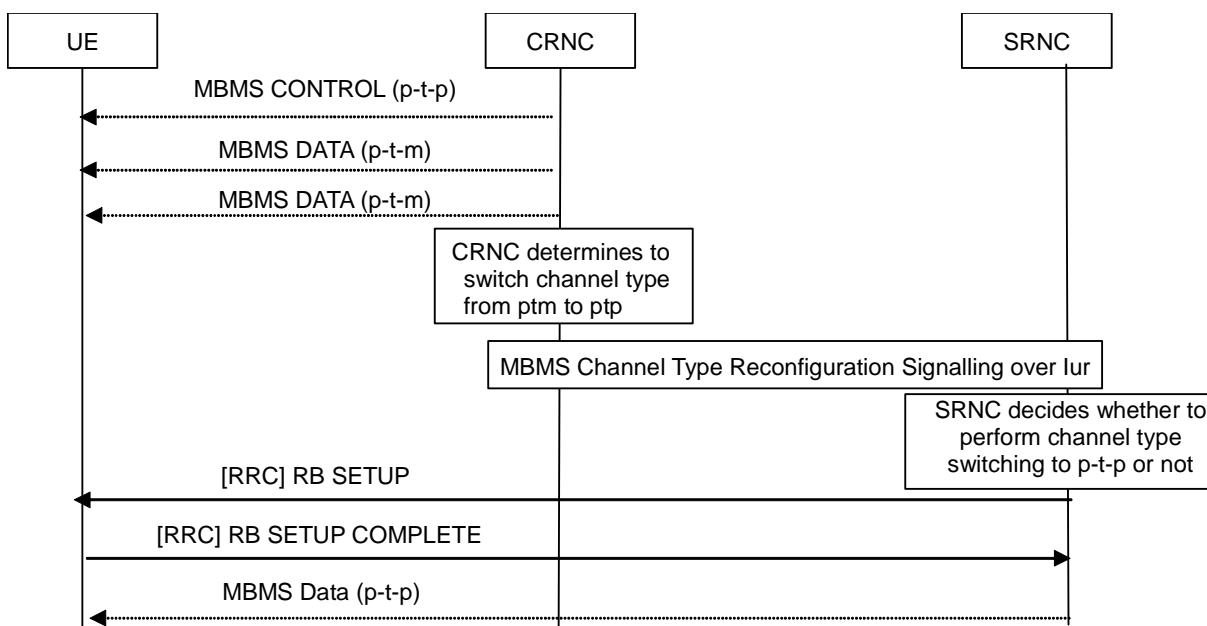 UE
CRNC
SRNC
MBMS CONTROL (p-t-p)
MBMS DATA (p-t-m)
MBMS DATA (p-t-m)
CRNC determines to
switch channel type
from ptm to ptp
MBMS Channel Type Reconfiguration Signalling over Iur
SRNC decides whether to
perform channel type
switching to p-t-p or not
[RRC] RB SETUP
[RRC] RB SETUP COMPLETE
MBMS Data (p-t-p)